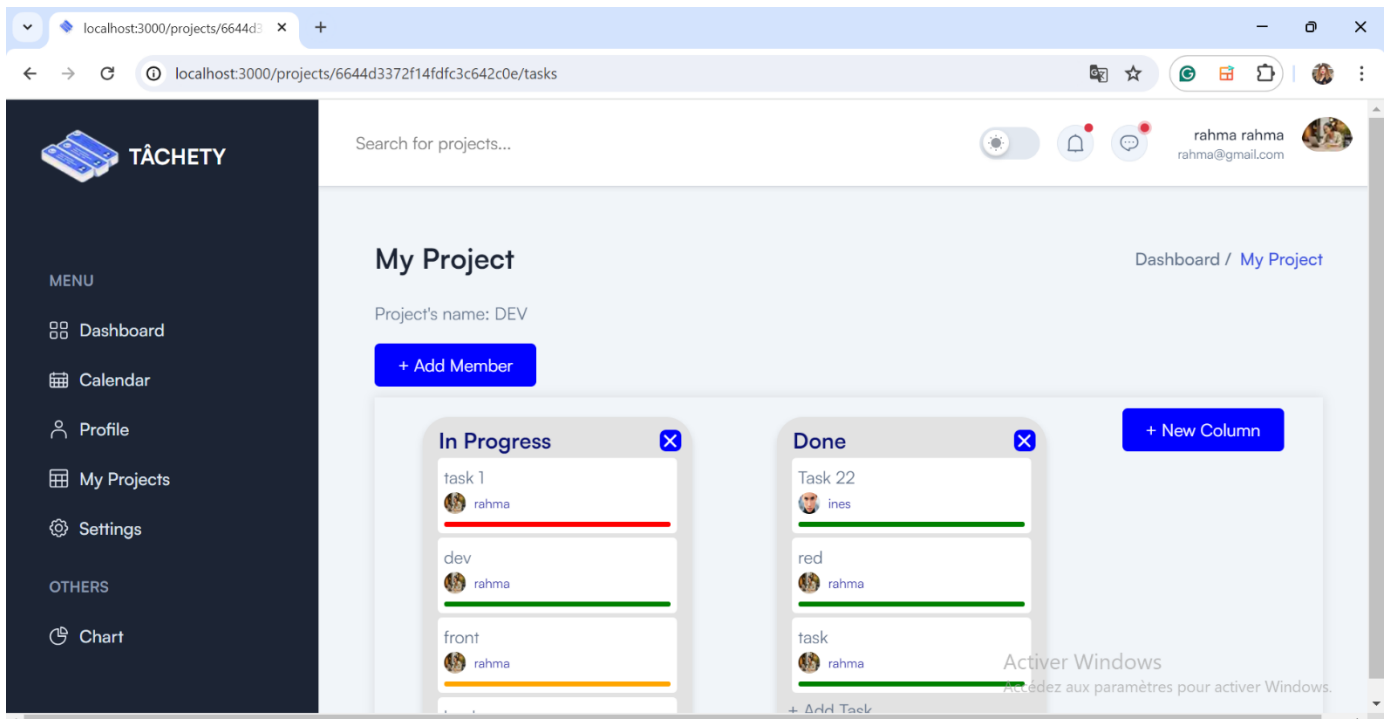 localhost:3000/projects/6644d3
localhost:3000/projects/6644d3372f14fdfc3c642c0e/tasks
TÂCHETY
Search for projects...
rahma rahma
rahma@gmail.com
MENU
Dashboard
Calendar
Profile
My Projects
Settings
OTHERS
Chart
My Project
Dashboard / My Project
Project's name: DEV
+ Add Member
In Progress
task 1
rahma
dev
rahma
front
rahma
Done
Task 22
ines
red
rahma
task
rahma
+ Add Task
+ New Column
Activer Windows
Accédez aux paramètres pour activer Windows.